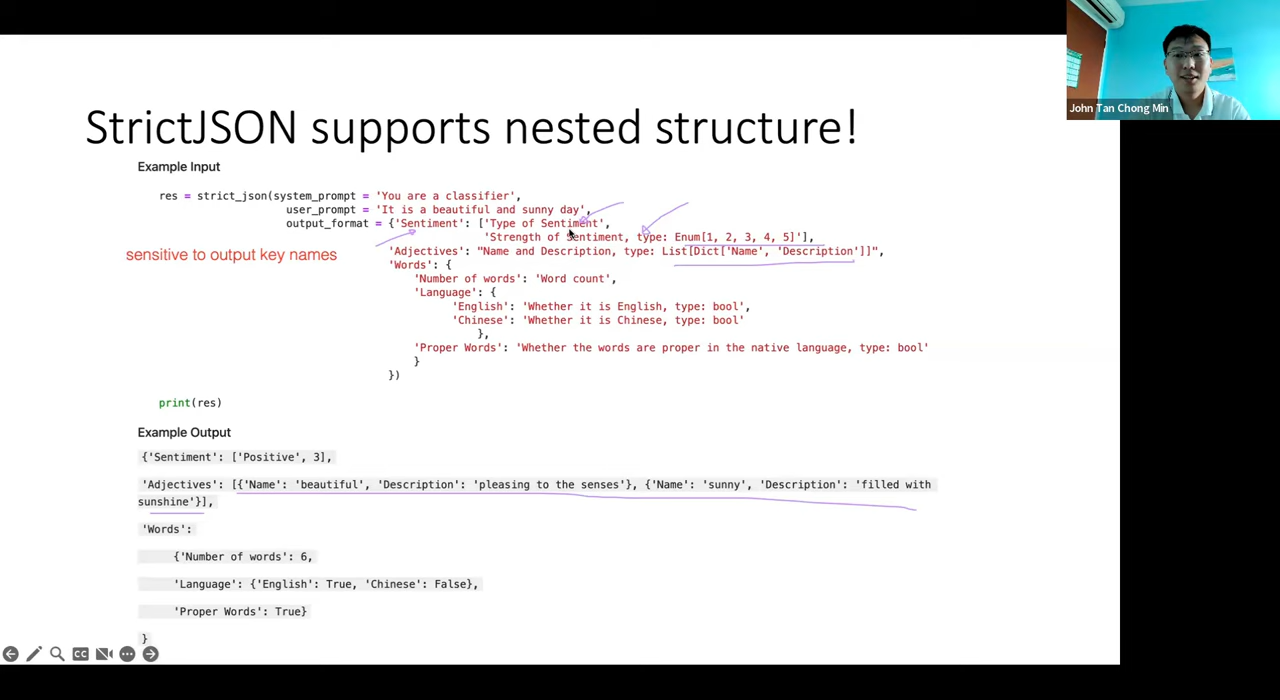 John Tan Chong Min
StrictJSON supports nested structure!
Example Input
res = strict_json(system_prompt = 'You are a classifier',
user_prompt = 'It is a beautiful and sunny day',
output_format = {'Sentiment': ['Type of Sentiment',
'Strength of Sentiment, type: Enum[1, 2, 3, 4, 5]'],
sensitive to output key names
'Adjectives': "Name and Description, type: List[Dict['Name', 'Description']]",
'Words': {
'Number of words': 'Word count',
'Language': {
'English': 'Whether it is English, type: bool',
'Chinese': 'Whether it is Chinese, type: bool'
},
'Proper Words': 'Whether the words are proper in the native language, type: bool'
}
})
print(res)
Example Output
{'Sentiment': ['Positive', 3],
'Adjectives': [{'Name': 'beautiful', 'Description': 'pleasing to the senses'}, {'Name': 'sunny', 'Description': 'filled with
sunshine'}],
'Words':
{'Number of words': 6,
'Language': {'English': True, 'Chinese': False},
'Proper Words': True}
}
CC